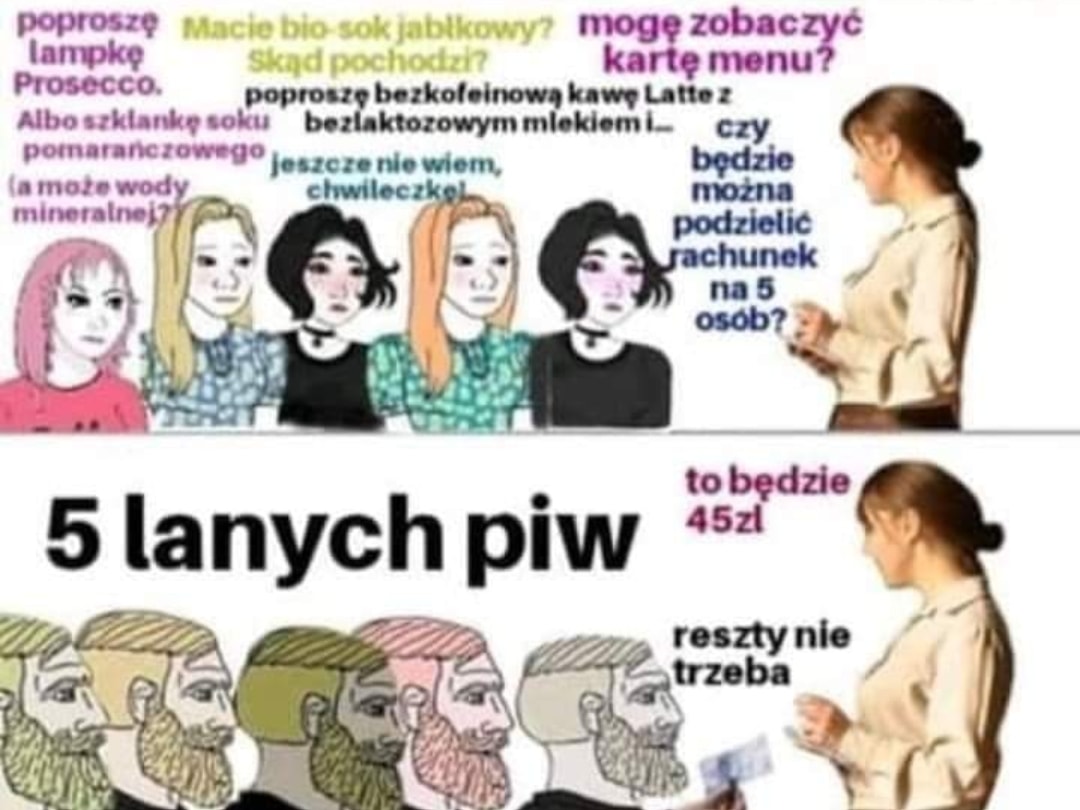 poproszę
lampkę
Prosecco.
Albo szklankę soku
pomarańczowego
(a może wody
mineralnej?)
Macie bio-sok jabłkowy?
Skąd pochodzi?
mogę zobaczyć
kartę menu?
poproszę bezkofeinową kawę Latte z
bezlaktozowym mlekiem i...
jeszcze nie wiem,
chwileczkę!
czy
będzie
można
podzielić
rachunek
na 5
osób?
5 lanych piw
to będzie
45zl
reszty nie
trzeba